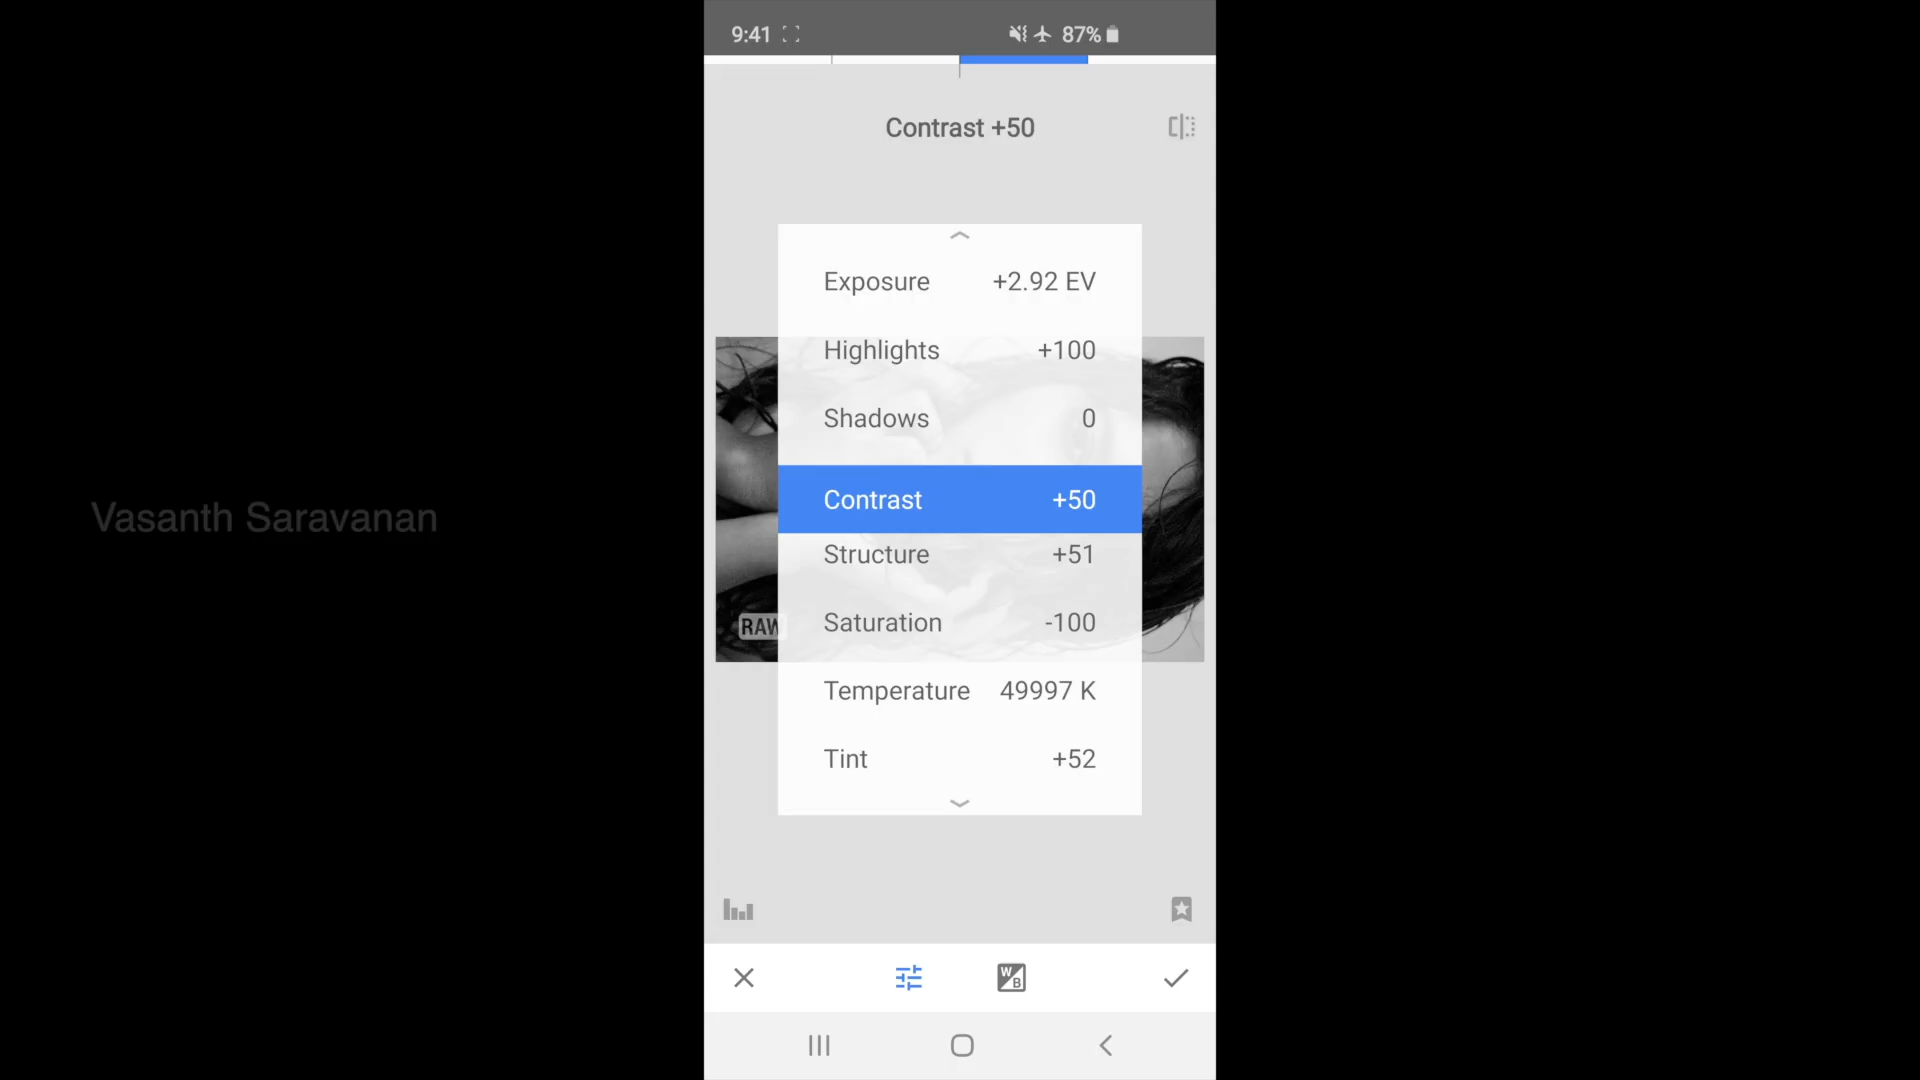 9:41 87%
Contrast +50
Exposure +2.92 EV
Highlights +100
Shadows 0
Contrast +50
Structure +51
Saturation -100
Temperature 49997 K
Tint +52
RAW
Vasanth Saravanan
W
B